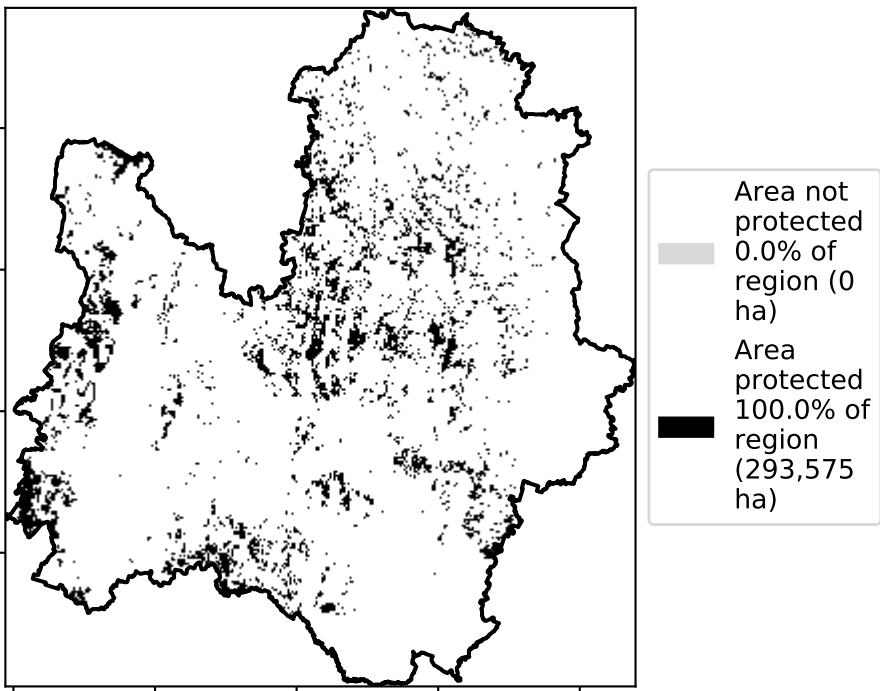 Area not
protected
0.0% of
region (0
ha)
Area
protected
100.0% of
region
(293,575
ha)